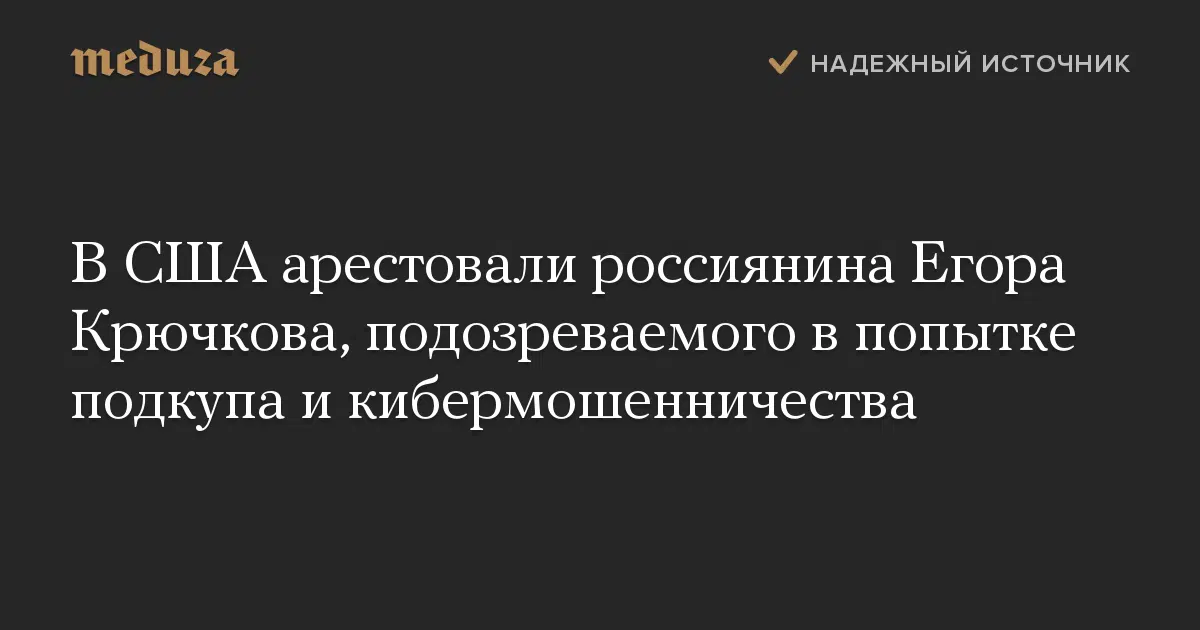 meduza
НАДЕЖНЫЙ ИСТОЧНИК
В США арестовали россиянина Егора
Крючкова, подозреваемого в попытке
подкупа и кибермошенничества